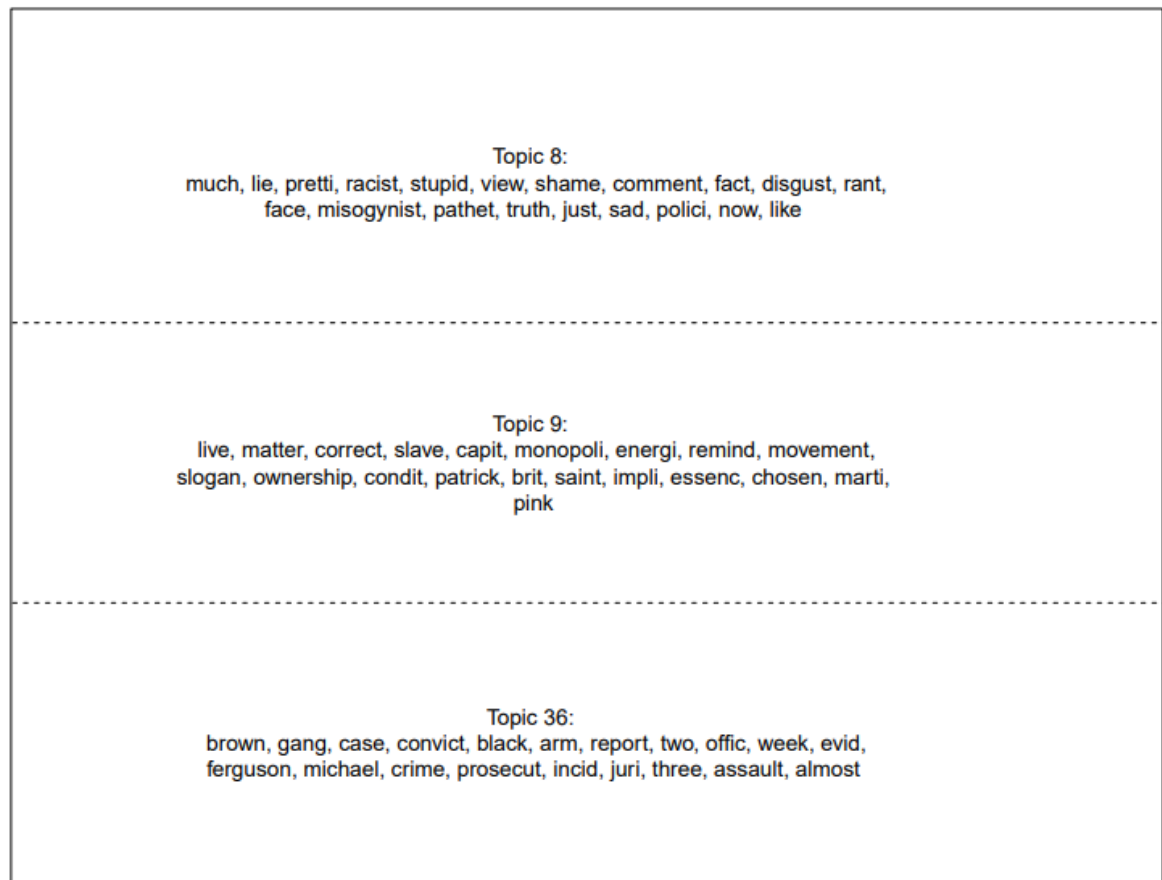 Topic 8:
much, lie, pretti, racist, stupid, view, shame, comment, fact, disgust, rant,
face, misogynist, pathet, truth, just, sad, polici, now, like
Topic 9:
live, matter, correct, slave, capit, monopoli, energi, remind, movement,
slogan, ownership, condit, patrick, brit, saint, impli, essenc, chosen, marti,
pink
Topic 36:
brown, gang, case, convict, black, arm, report, two, offic, week, evid,
ferguson, michael, crime, prosecut, incid, juri, three, assault, almost